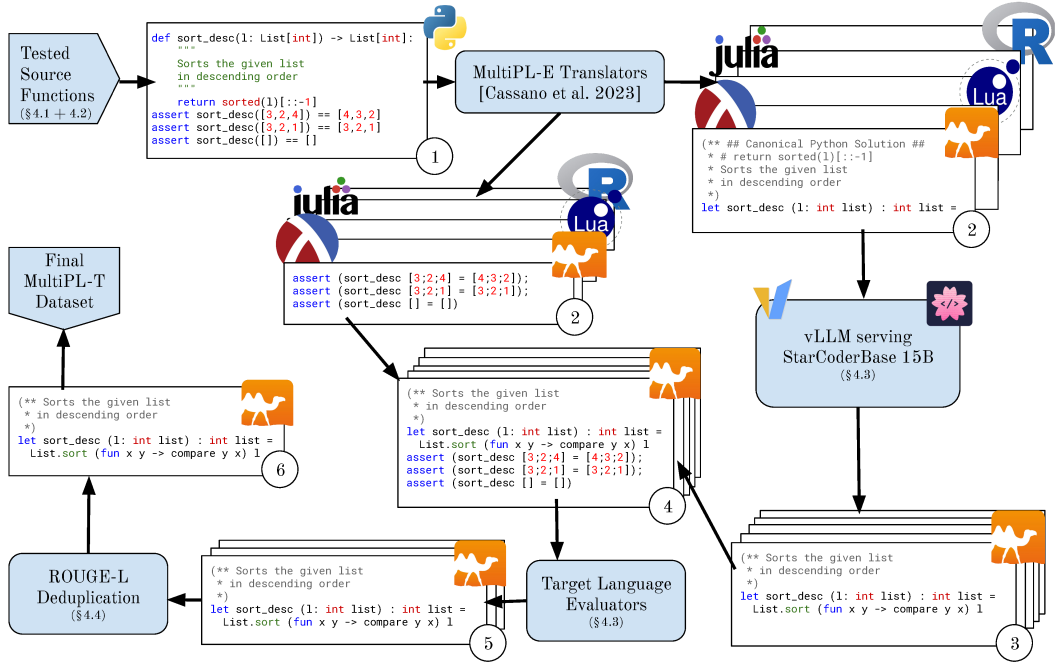 Tested
Source
Functions
(§4.1 + 4.2)
def sort_desc(l: List[int]) -> List[int]:
"""
Sorts the given list
in descending order
"""
return sorted(l)[::-1]
assert sort_desc([3,2,4]) == [4,3,2]
assert sort_desc([3,2,1]) == [3,2,1]
assert sort_desc([]) == []
1
MultiPL-E Translators
[Cassano et al. 2023]
julia
R
Lua
(** ## Canonical Python Solution ##
* # return sorted(l)[::-1]
* Sorts the given list
* in descending order
*)
let sort_desc (l: int list) : int list =
2
julia
R
Lua
assert (sort_desc [3;2;4] = [4;3;2]);
assert (sort_desc [3;2;1] = [3;2;1]);
assert (sort_desc [] = [])
2
Final
MultiPL-T
Dataset
</>
vLLM serving
StarCoderBase 15B
(§4.3)
(** Sorts the given list
* in descending order
*)
let sort_desc (l: int list) : int list =
List.sort (fun x y -> compare y x) l
6
(** Sorts the given list
* in descending order
*)
let sort_desc (l: int list) : int list =
List.sort (fun x y -> compare y x) l
assert (sort_desc [3;2;4] = [4;3;2]);
assert (sort_desc [3;2;1] = [3;2;1]);
assert (sort_desc [] = [])
4
ROUGE-L
Deduplication
(§4.4)
(** Sorts the given list
* in descending order
*)
let sort_desc (l: int list) : int list =
List.sort (fun x y -> compare y x) l
5
Target Language
Evaluators
(§4.3)
(** Sorts the given list
* in descending order
*)
let sort_desc (l: int list) : int list =
List.sort (fun x y -> compare y x) l
3